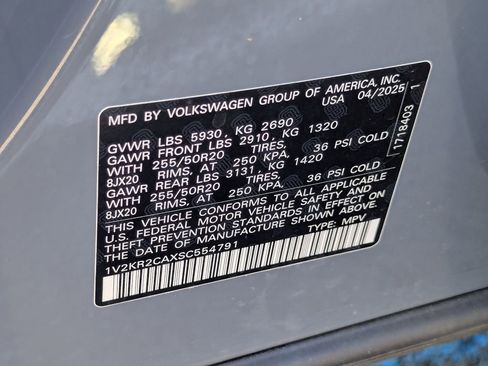 MFD BY VOLKSWAGEN GROUP OF AMERICA, INC.
USA 04/2025
GVWR LBS 5930, KG 2690
GAWR FRONT LBS 2910, KG 1320
WITH 255/50R20 TIRES,
8JX20 RIMS, AT 250 KPA, 36 PSI COLD
GAWR REAR LBS 3131, KG 1420
WITH 255/50R20 TIRES,
8JX20 RIMS, AT 250 KPA, 36 PSI COLD
THIS VEHICLE CONFORMS TO ALL APPLICABLE
U.S. FEDERAL MOTOR VEHICLE SAFETY AND
THEFT PREVENTION STANDARDS IN EFFECT ON
THE DATE OF MANUFACTURE SHOWN ABOVE.
1V2KR2CAXSC554791 TYPE: MPV
1718403 1